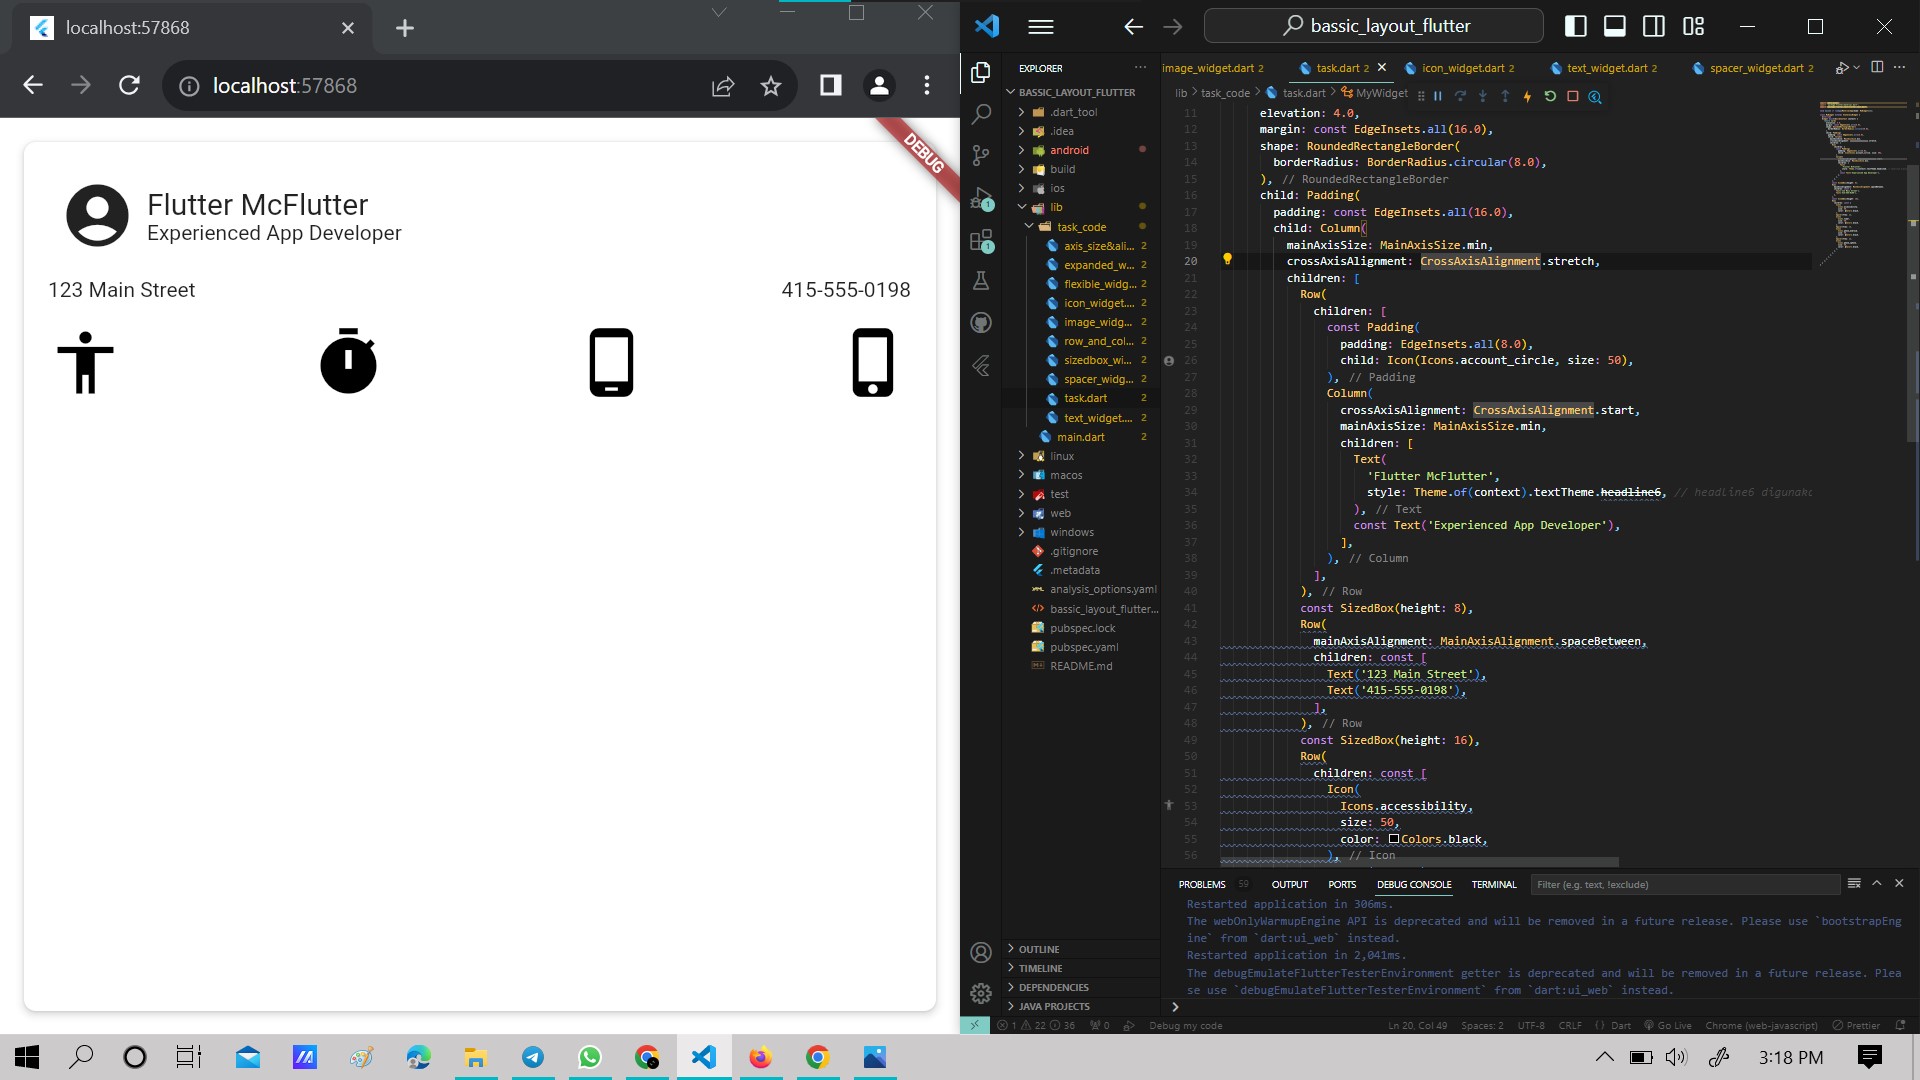 localhost:57868
localhost:57868
DEBUG
Flutter McFlutter
Experienced App Developer
123 Main Street
415-555-0198
bassic_layout_flutter
EXPLORER
BASSIC_LAYOUT_FLUTTER
.dart_tool
.idea
android
build
ios
lib
task_code
axis_size&ali... 2
expanded_w... 2
flexible_widg... 2
icon_widget.... 2
image_widg... 2
row_and_col... 2
sizedbox_wi... 2
spacer_widg... 2
task.dart 2
text_widget.... 2
main.dart 2
linux
macos
test
web
windows
.gitignore
.metadata
analysis_options.yaml
bassic_layout_flutter...
pubspec.lock
pubspec.yaml
README.md
OUTLINE
TIMELINE
DEPENDENCIES
JAVA PROJECTS
image_widget.dart 2 task.dart 2 icon_widget.dart 2 text_widget.dart 2 spacer_widget.dart 2
lib > task_code > task.dart > MyWidget
11 elevation: 4.0,
12 margin: const EdgeInsets.all(16.0),
13 shape: RoundedRectangleBorder(
14 borderRadius: BorderRadius.circular(8.0),
15 ), // RoundedRectangleBorder
16 child: Padding(
17 padding: const EdgeInsets.all(16.0),
18 child: Column(
19 mainAxisSize: MainAxisSize.min,
20 crossAxisAlignment: CrossAxisAlignment.stretch,
21 children: [
22 Row(
23 children: [
24 const Padding(
25 padding: EdgeInsets.all(8.0),
26 child: Icon(Icons.account_circle, size: 50),
27 ), // Padding
28 Column(
29 crossAxisAlignment: CrossAxisAlignment.start,
30 mainAxisSize: MainAxisSize.min,
31 children: [
32 Text(
33 'Flutter McFlutter',
34 style: Theme.of(context).textTheme.headline6, // headline6 digunaka
35 ), // Text
36 const Text('Experienced App Developer'),
37 ],
38 ), // Column
39 ],
40 ), // Row
41 const SizedBox(height: 8),
42 Row(
43 mainAxisAlignment: MainAxisAlignment.spaceBetween,
44 children: const [
45 Text('123 Main Street'),
46 Text('415-555-0198'),
47 ],
48 ), // Row
49 const SizedBox(height: 16),
50 Row(
51 children: const [
52 Icon(
53 Icons.accessibility,
54 size: 50,
55 color: Colors.black,
56 ), // Icon
PROBLEMS 59 OUTPUT PORTS DEBUG CONSOLE TERMINAL Filter (e.g. text, !exclude)
Restarted application in 306ms.
The webOnlyWarmupEngine API is deprecated and will be removed in a future release. Please use `bootstrapEng
ine` from `dart:ui_web` instead.
Restarted application in 2,041ms.
The debugEmulateFlutterTesterEnvironment getter is deprecated and will be removed in a future release. Plea
se use `debugEmulateFlutterTesterEnvironment` from `dart:ui_web` instead.
1 22 36 0 Debug my code Ln 20, Col 49 Spaces: 2 UTF-8 CRLF {} Dart Go Live Chrome (web-javascript) Prettier
3:18 PM